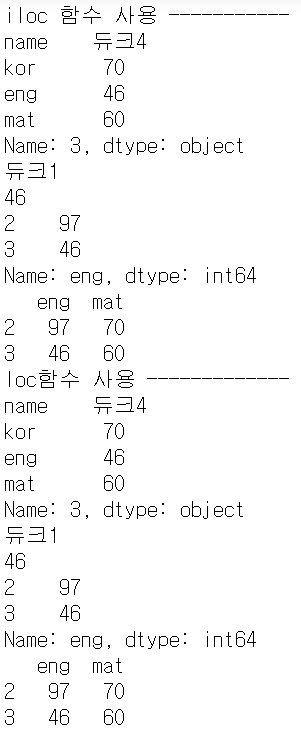 iloc 함수 사용 -----------
name    듀크4
kor      70
eng      46
mat      60
Name: 3, dtype: object
듀크1
46
2    97
3    46
Name: eng, dtype: int64
   eng  mat
2   97   70
3   46   60
loc함수 사용 -------------
name    듀크4
kor      70
eng      46
mat      60
Name: 3, dtype: object
듀크1
46
2    97
3    46
Name: eng, dtype: int64
   eng  mat
2   97   70
3   46   60